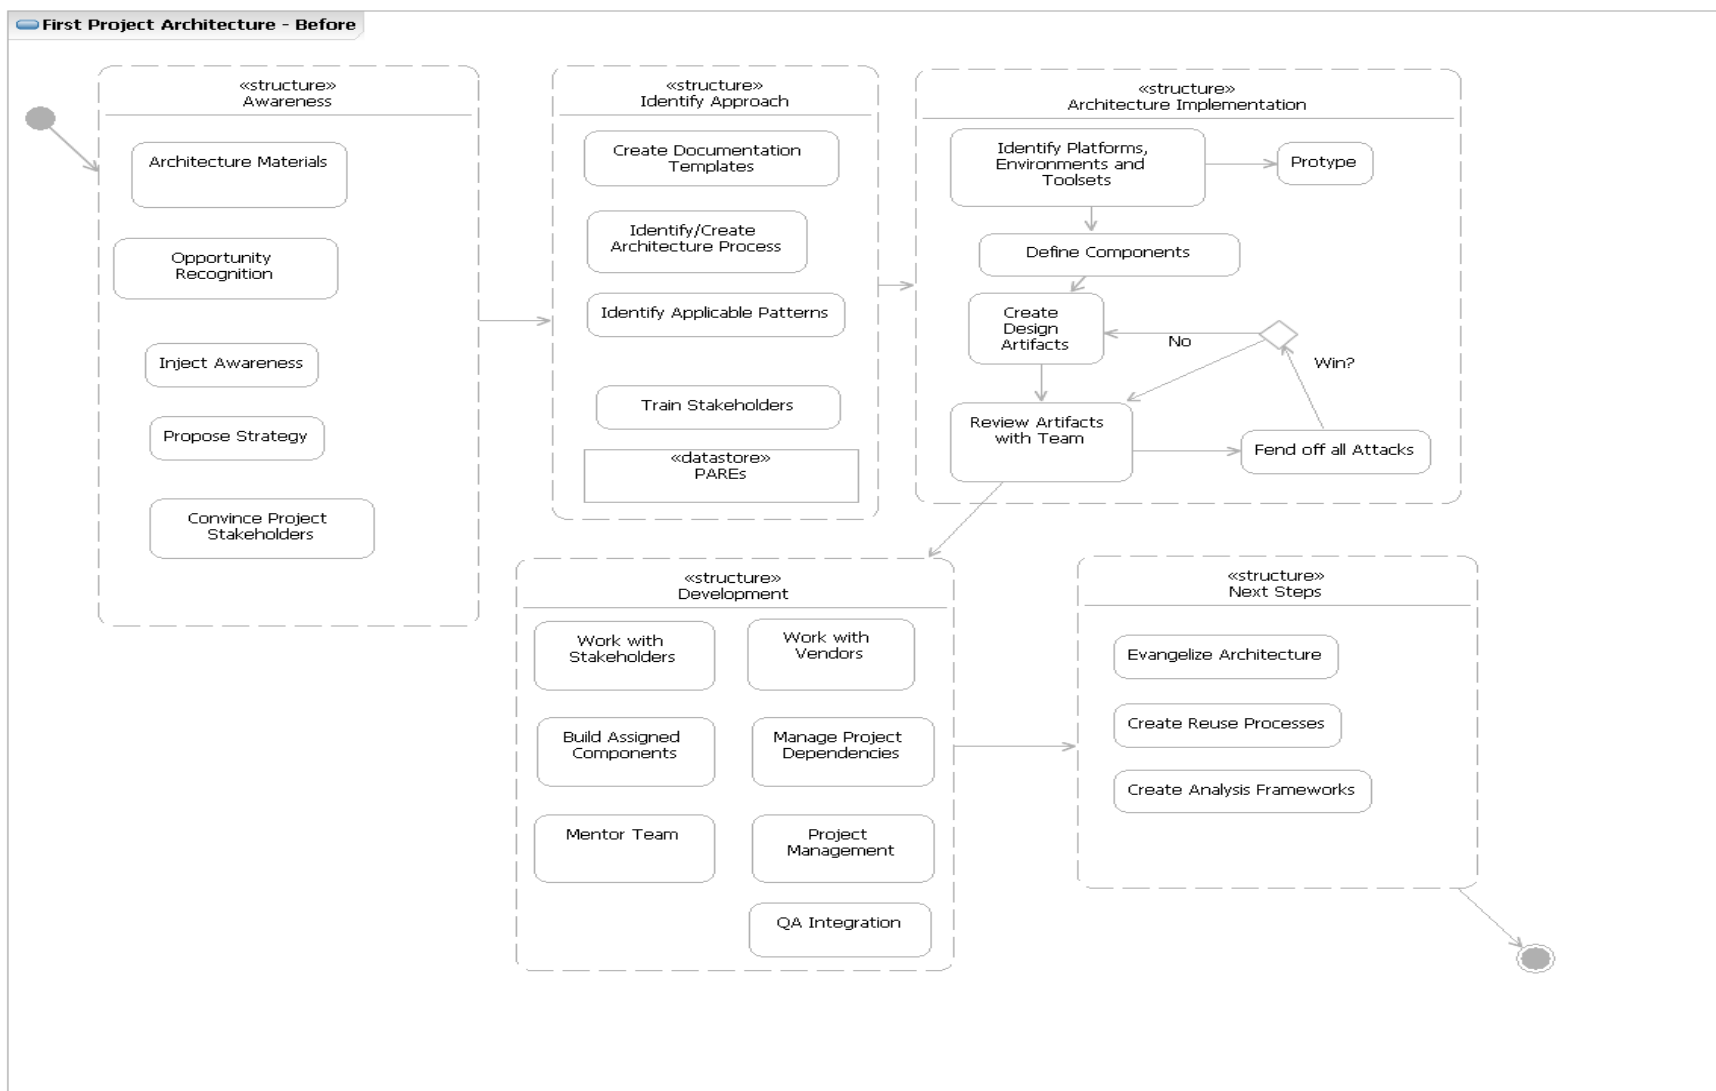 First Project Architecture - Before
«structure»
Awareness
Architecture Materials
Opportunity
Recognition
Inject Awareness
Propose Strategy
Convince Project
Stakeholders
«structure»
Identify Approach
Create Documentation
Templates
Identify/Create
Architecture Process
Identify Applicable Patterns
Train Stakeholders
«datastore»
PAREs
«structure»
Architecture Implementation
Identify Platforms,
Environments and
Toolsets
Protype
Define Components
Create
Design
Artifacts
No
Win?
Review Artifacts
with Team
Fend off all Attacks
«structure»
Development
Work with
Stakeholders
Work with
Vendors
Build Assigned
Components
Manage Project
Dependencies
Mentor Team
Project
Management
QA Integration
«structure»
Next Steps
Evangelize Architecture
Create Reuse Processes
Create Analysis Frameworks